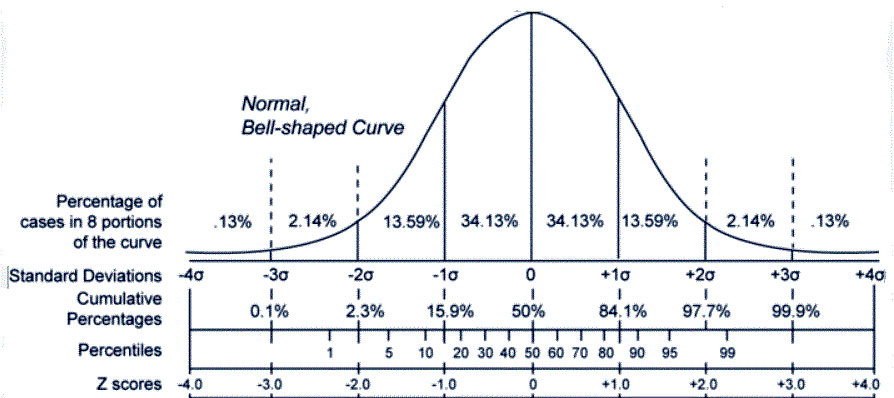 Normal,
Bell-shaped Curve
Percentage of
cases in 8 portions
of the curve
.13% 2.14% 13.59% 34.13% 34.13% 13.59% 2.14% .13%
Standard Deviations -4σ -3σ -2σ -1σ 0 +1σ +2σ +3σ +4σ
Cumulative
Percentages
0.1% 2.3% 15.9% 50% 84.1% 97.7% 99.9%
Percentiles 1 5 10 20 30 40 50 60 70 80 90 95 99
Z scores -4.0 -3.0 -2.0 -1.0 0 +1.0 +2.0 +3.0 +4.0